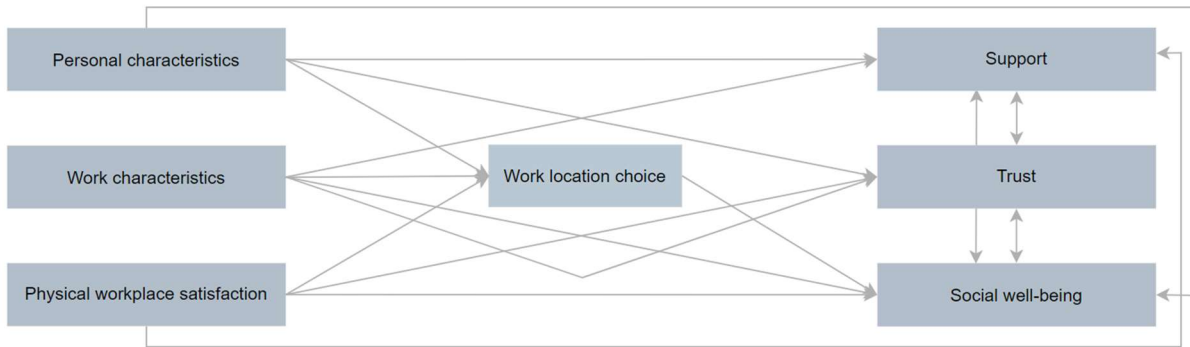 Personal characteristics
Support
Work characteristics
Work location choice
Trust
Physical workplace satisfaction
Social well-being